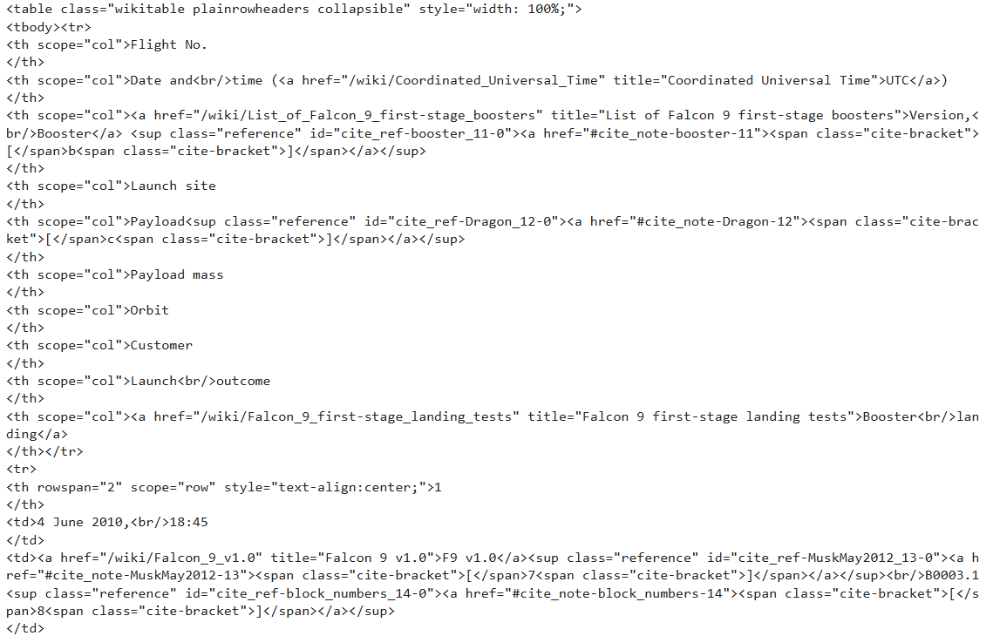 <table class="wikitable plainrowheaders collapsible" style="width: 100%;">
<tbody><tr>
<th scope="col">Flight No.
</th>
<th scope="col">Date and<br/>time (<a href="/wiki/Coordinated_Universal_Time" title="Coordinated Universal Time">UTC</a>)
</th>
<th scope="col"><a href="/wiki/List_of_Falcon_9_first-stage_boosters" title="List of Falcon 9 first-stage boosters">Version,<
br/>Booster</a> <sup class="reference" id="cite_ref-booster_11-0"><a href="#cite_note-booster-11"><span class="cite-bracket">
[</span>b<span class="cite-bracket">]</span></a></sup>
</th>
<th scope="col">Launch site
</th>
<th scope="col">Payload<sup class="reference" id="cite_ref-Dragon_12-0"><a href="#cite_note-Dragon-12"><span class="cite-brac
ket">[</span>c<span class="cite-bracket">]</span></a></sup>
</th>
<th scope="col">Payload mass
</th>
<th scope="col">Orbit
</th>
<th scope="col">Customer
</th>
<th scope="col">Launch<br/>outcome
</th>
<th scope="col"><a href="/wiki/Falcon_9_first-stage_landing_tests" title="Falcon 9 first-stage landing tests">Booster<br/>lan
ding</a>
</th></tr>
<tr>
<th rowspan="2" scope="row" style="text-align:center;">1
</th>
<td>4 June 2010,<br/>18:45
</td>
<td><a href="/wiki/Falcon_9_v1.0" title="Falcon 9 v1.0">F9 v1.0</a><sup class="reference" id="cite_ref-MuskMay2012_13-0"><a h
ref="#cite_note-MuskMay2012-13"><span class="cite-bracket">[</span>7<span class="cite-bracket">]</span></a></sup><br/>B0003.1
<sup class="reference" id="cite_ref-block_numbers_14-0"><a href="#cite_note-block_numbers-14"><span class="cite-bracket">[</s
pan>8<span class="cite-bracket">]</span></a></sup>
</td>